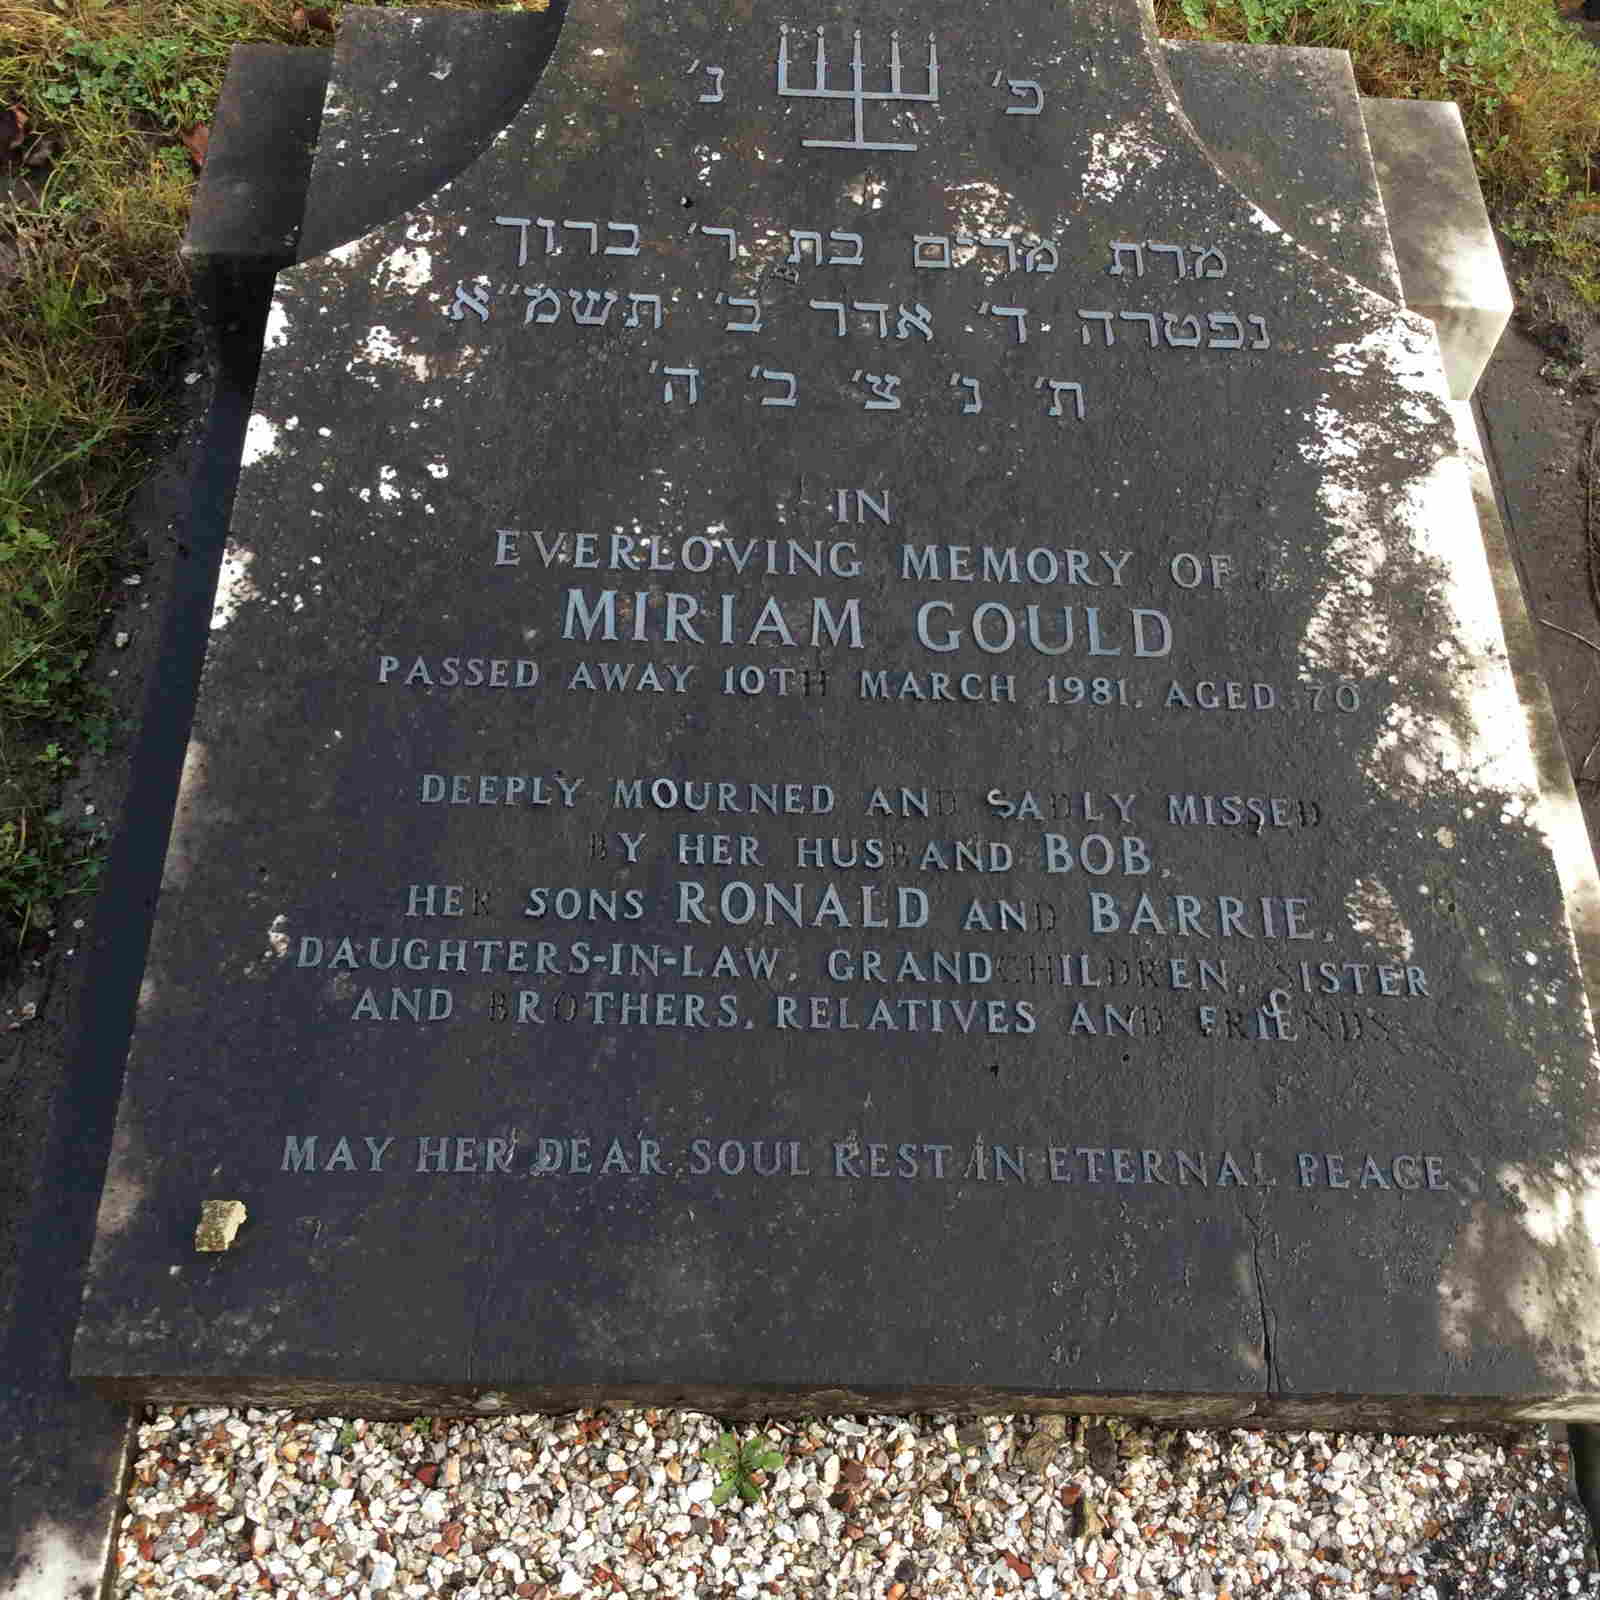 פ׳ נ׳
מרת מרים בת ר׳ ברוך
נפטרה ד׳ אדר ב׳ תשמ״א
ת׳ נ׳ צ׳ ב׳ ה׳
IN
EVERLOVING MEMORY OF
MIRIAM GOULD
PASSED AWAY 10TH MARCH 1981. AGED 70
DEEPLY MOURNED AND SADLY MISSED
BY HER HUSBAND BOB,
HER SONS RONALD AND BARRIE,
DAUGHTERS-IN-LAW, GRANDCHILDREN, SISTER
AND BROTHERS, RELATIVES AND FRIENDS
MAY HER DEAR SOUL REST IN ETERNAL PEACE